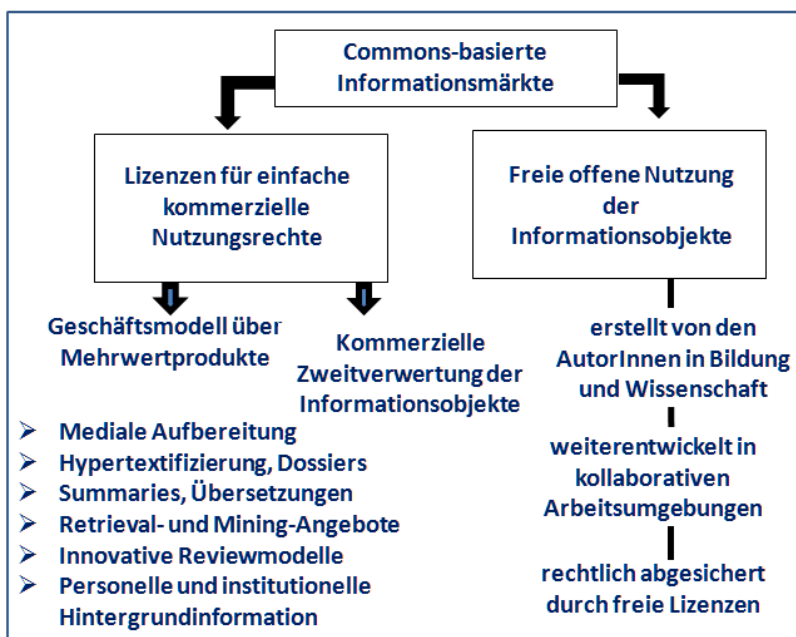 Commons-basierte
Informationsmärkte
Lizenzen für einfache
kommerzielle
Nutzungsrechte
Freie offene Nutzung
der
Informationsobjekte
Geschäftsmodell über
Mehrwertprodukte
Kommerzielle
Zweitverwertung der
Informationsobjekte
➢ Mediale Aufbereitung
➢ Hypertextifizierung, Dossiers
➢ Summaries, Übersetzungen
➢ Retrieval- und Mining-Angebote
➢ Innovative Reviewmodelle
➢ Personelle und institutionelle
Hintergrundinformation
erstellt von den
AutorInnen in Bildung
und Wissenschaft
weiterentwickelt in
kollaborativen
Arbeitsumgebungen
rechtlich abgesichert
durch freie Lizenzen